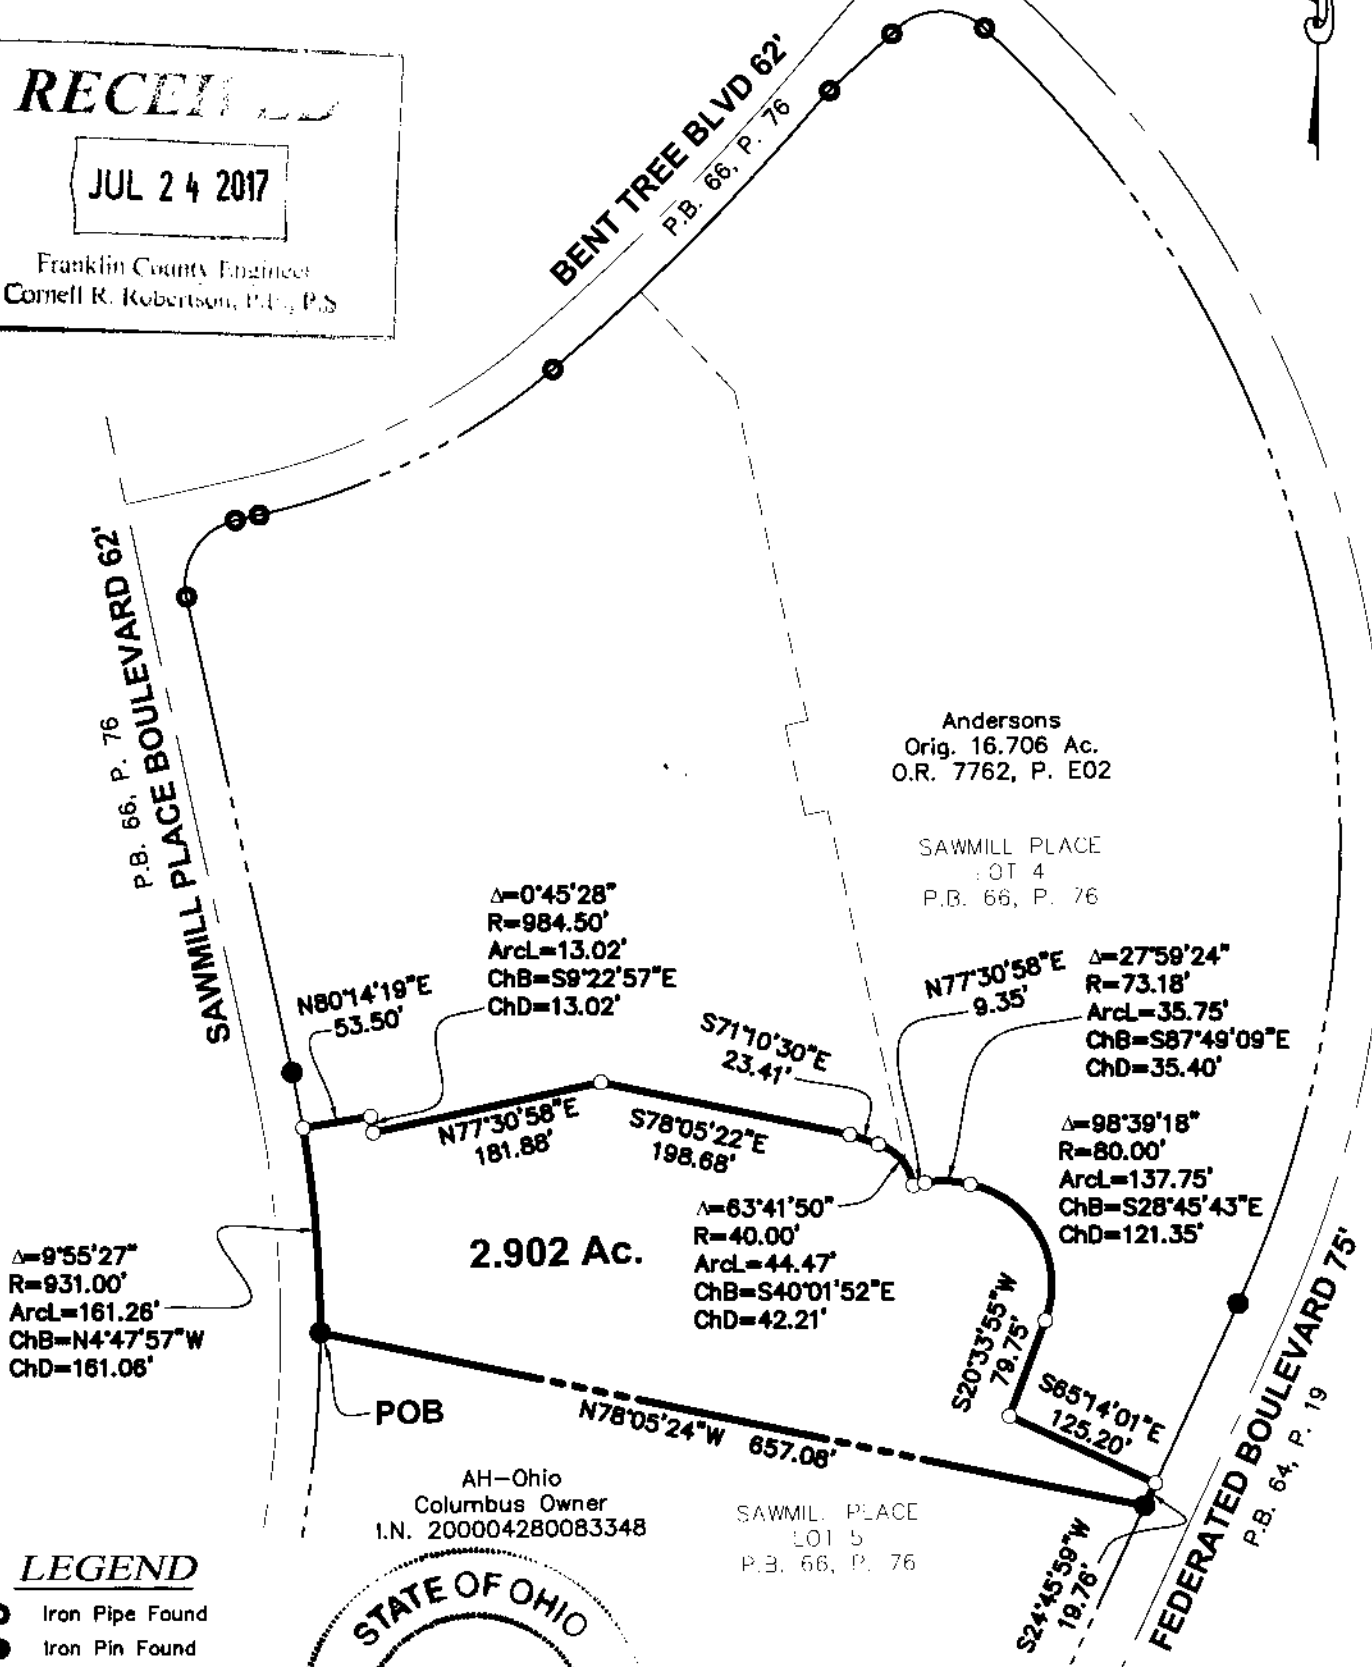 RECEIVED
JUL 24 2017
Franklin County Engineer
Cornell R. Robertson, P.E., P.S
BENT TREE BLVD 62'
P.B. 66, P. 76
SAWMILL PLACE BOULEVARD 62'
P.B. 66, P. 76
Andersons
Orig. 16.706 Ac.
O.R. 7762, P. E02
SAWMILL PLACE
LOT 4
P.B. 66, P. 76
Δ=0°45'28"
R=984.50'
ArcL=13.02'
ChB=S9°22'57"E
ChD=13.02'
N80°14'19"E
53.50'
N77°30'58"E
181.88'
S78°05'22"E
198.68'
S71°10'30"E
23.41'
N77°30'58"E
9.35'
Δ=27°59'24"
R=73.18'
ArcL=35.75'
ChB=S87°49'09"E
ChD=35.40'
Δ=98°39'18"
R=80.00'
ArcL=137.75'
ChB=S28°45'43"E
ChD=121.35'
Δ=63°41'50"
R=40.00'
ArcL=44.47'
ChB=S40°01'52"E
ChD=42.21'
2.902 Ac.
Δ=9°55'27"
R=931.00'
ArcL=161.26'
ChB=N4°47'57"W
ChD=161.06'
POB
N78°05'24"W 657.08'
S20°33'55"W
79.75'
S65°14'01"E
125.20'
S24°45'59"W
19.76'
FEDERATED BOULEVARD 75'
P.B. 64, P. 19
AH-Ohio
Columbus Owner
I.N. 200004280083348
SAWMIL PLACE
LOT 5
P.B. 66, P. 76
LEGEND
Iron Pipe Found
Iron Pin Found
STATE OF OHIO